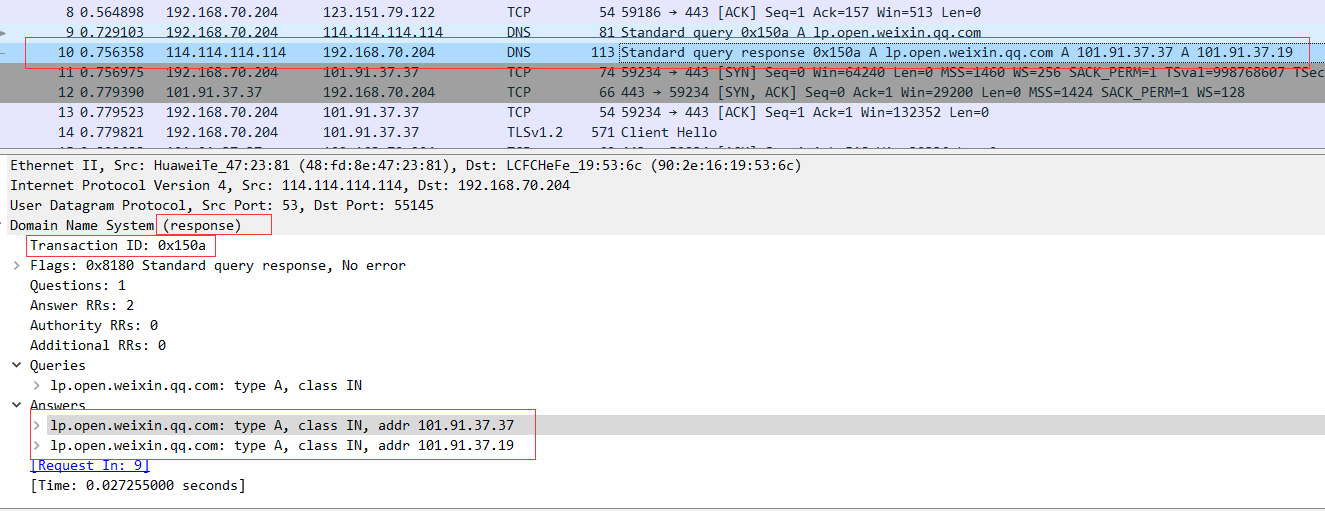 8 0.564898 192.168.70.204 123.151.79.122 TCP 54 59186 → 443 [ACK] Seq=1 Ack=157 Win=513 Len=0
9 0.729103 192.168.70.204 114.114.114.114 DNS 81 Standard query 0x150a A lp.open.weixin.qq.com
10 0.756358 114.114.114.114 192.168.70.204 DNS 113 Standard query response 0x150a A lp.open.weixin.qq.com A 101.91.37.37 A 101.91.37.19
11 0.756975 192.168.70.204 101.91.37.37 TCP 74 59234 → 443 [SYN] Seq=0 Win=64240 Len=0 MSS=1460 WS=256 SACK_PERM=1 TSval=998768607 TSec
12 0.779390 101.91.37.37 192.168.70.204 TCP 66 443 → 59234 [SYN, ACK] Seq=0 Ack=1 Win=29200 Len=0 MSS=1424 SACK_PERM=1 WS=128
13 0.779523 192.168.70.204 101.91.37.37 TCP 54 59234 → 443 [ACK] Seq=1 Ack=1 Win=132352 Len=0
14 0.779821 192.168.70.204 101.91.37.37 TLSv1.2 571 Client Hello
Ethernet II, Src: HuaweiTe_47:23:81 (48:fd:8e:47:23:81), Dst: LCFCHeFe_19:53:6c (90:2e:16:19:53:6c)
Internet Protocol Version 4, Src: 114.114.114.114, Dst: 192.168.70.204
User Datagram Protocol, Src Port: 53, Dst Port: 55145
Domain Name System (response)
Transaction ID: 0x150a
Flags: 0x8180 Standard query response, No error
Questions: 1
Answer RRs: 2
Authority RRs: 0
Additional RRs: 0
Queries
lp.open.weixin.qq.com: type A, class IN
Answers
lp.open.weixin.qq.com: type A, class IN, addr 101.91.37.37
lp.open.weixin.qq.com: type A, class IN, addr 101.91.37.19
[Request In: 9]
[Time: 0.027255000 seconds]